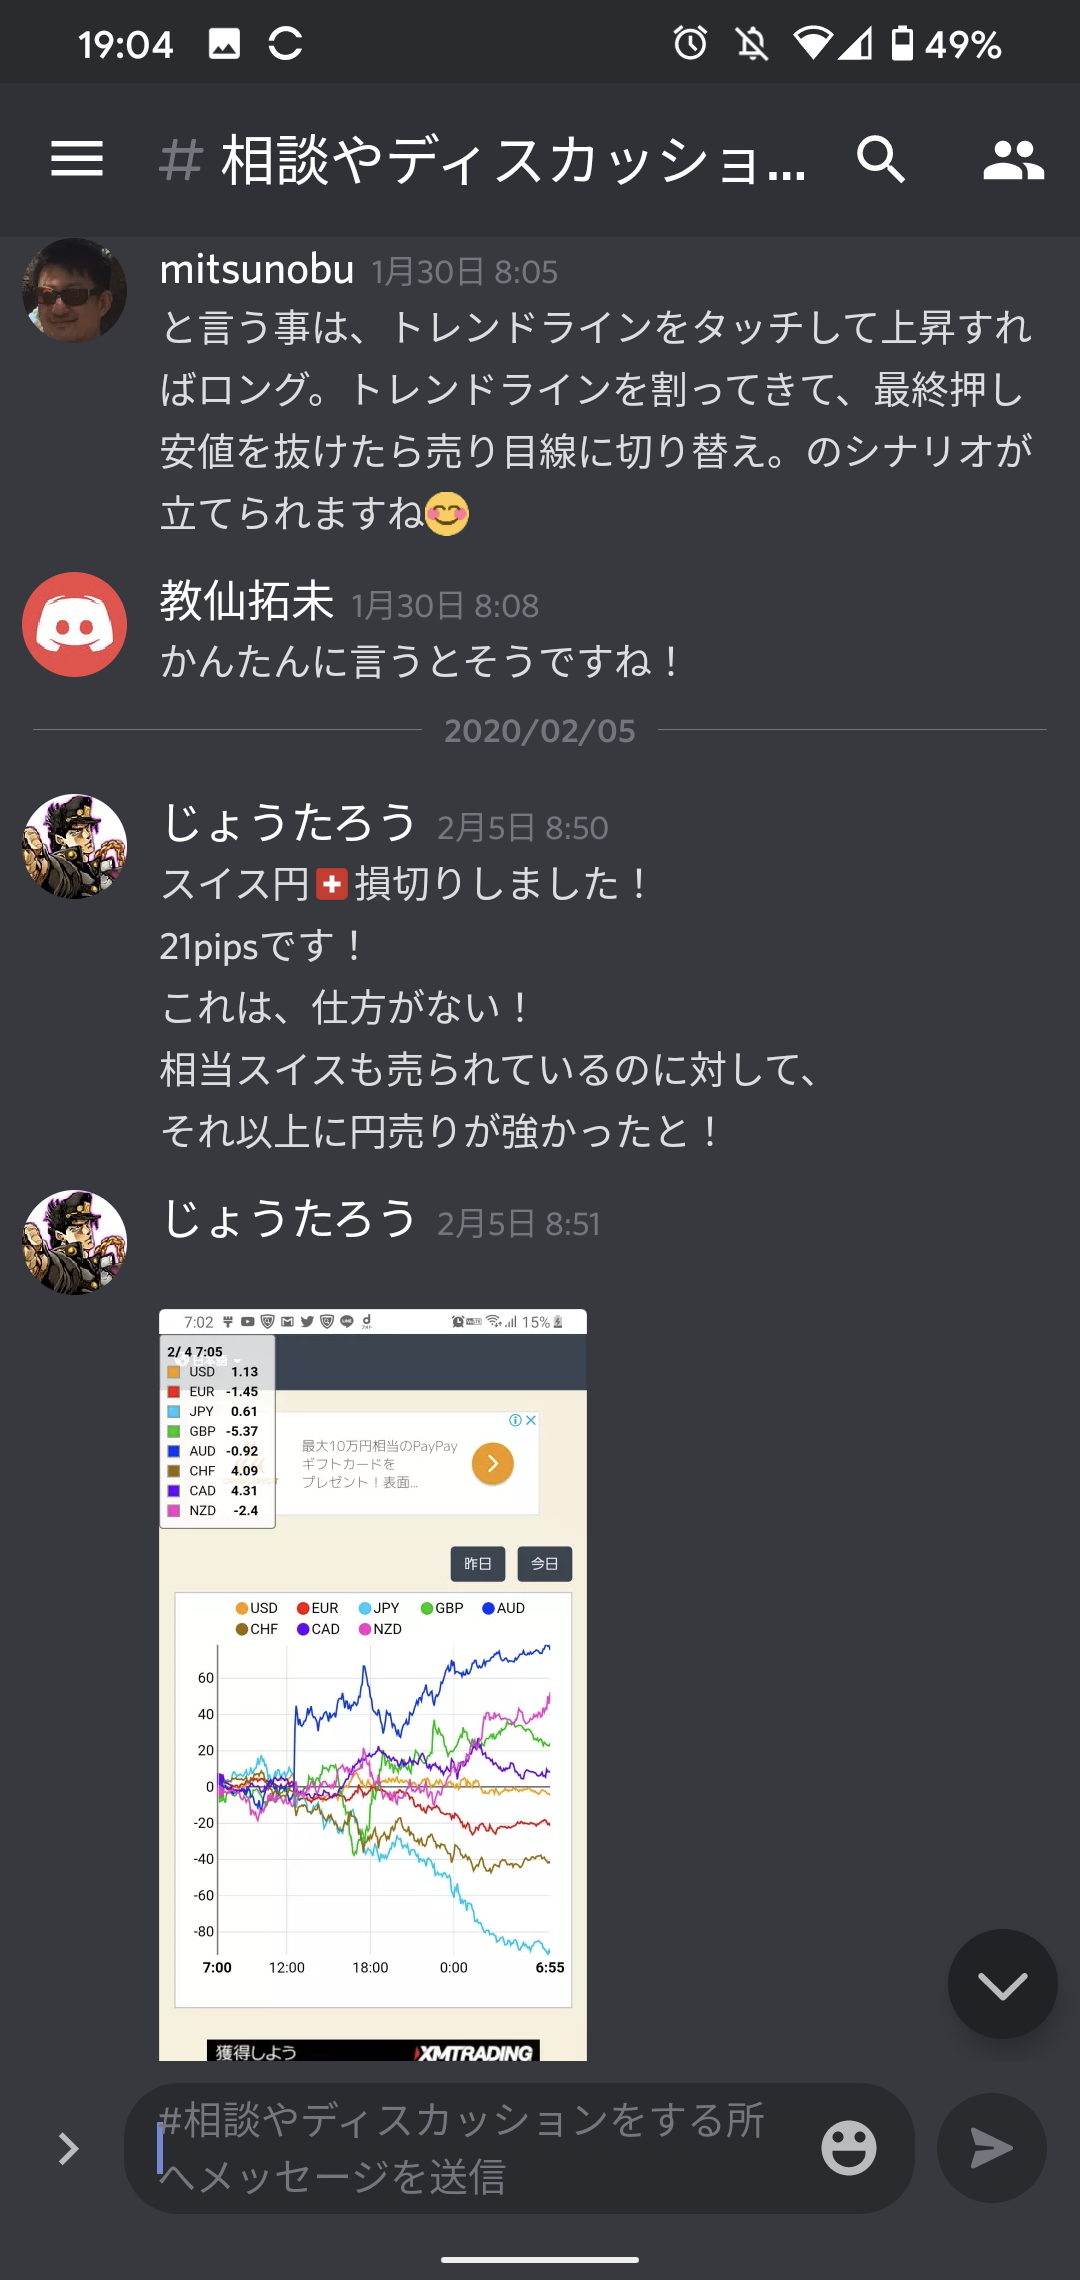 19:04
49%
# 相談やディスカッショ...
mitsunobu 1月30日 8:05
と言う事は、トレンドラインをタッチして上昇すれ
ばロング。トレンドラインを割ってきて、最終押し
安値を抜けたら売り目線に切り替え。のシナリオが
立てられますね😊
教仙拓未 1月30日 8:08
かんたんに言うとそうですね！
2020/02/05
じょうたろう 2月5日 8:50
スイス円🇨🇭損切りしました！
21pipsです！
これは、仕方がない！
相当スイスも売られているのに対して、
それ以上に円売りが強かったと！
じょうたろう 2月5日 8:51
7:02
15%
2/ 4 7:05
USD 1.13
EUR -1.45
JPY 0.61
GBP -5.37
AUD -0.92
CHF 4.09
CAD 4.31
NZD -2.4
最大10万円相当のPayPay
ギフトカードを
プレゼント！表面...
昨日 今日
USD EUR JPY GBP AUD
CHF CAD NZD
60
40
20
0
-20
-40
-60
-80
7:00 12:00 18:00 0:00 6:55
獲得しよう XMTRADING
#相談やディスカッションをする所
へメッセージを送信